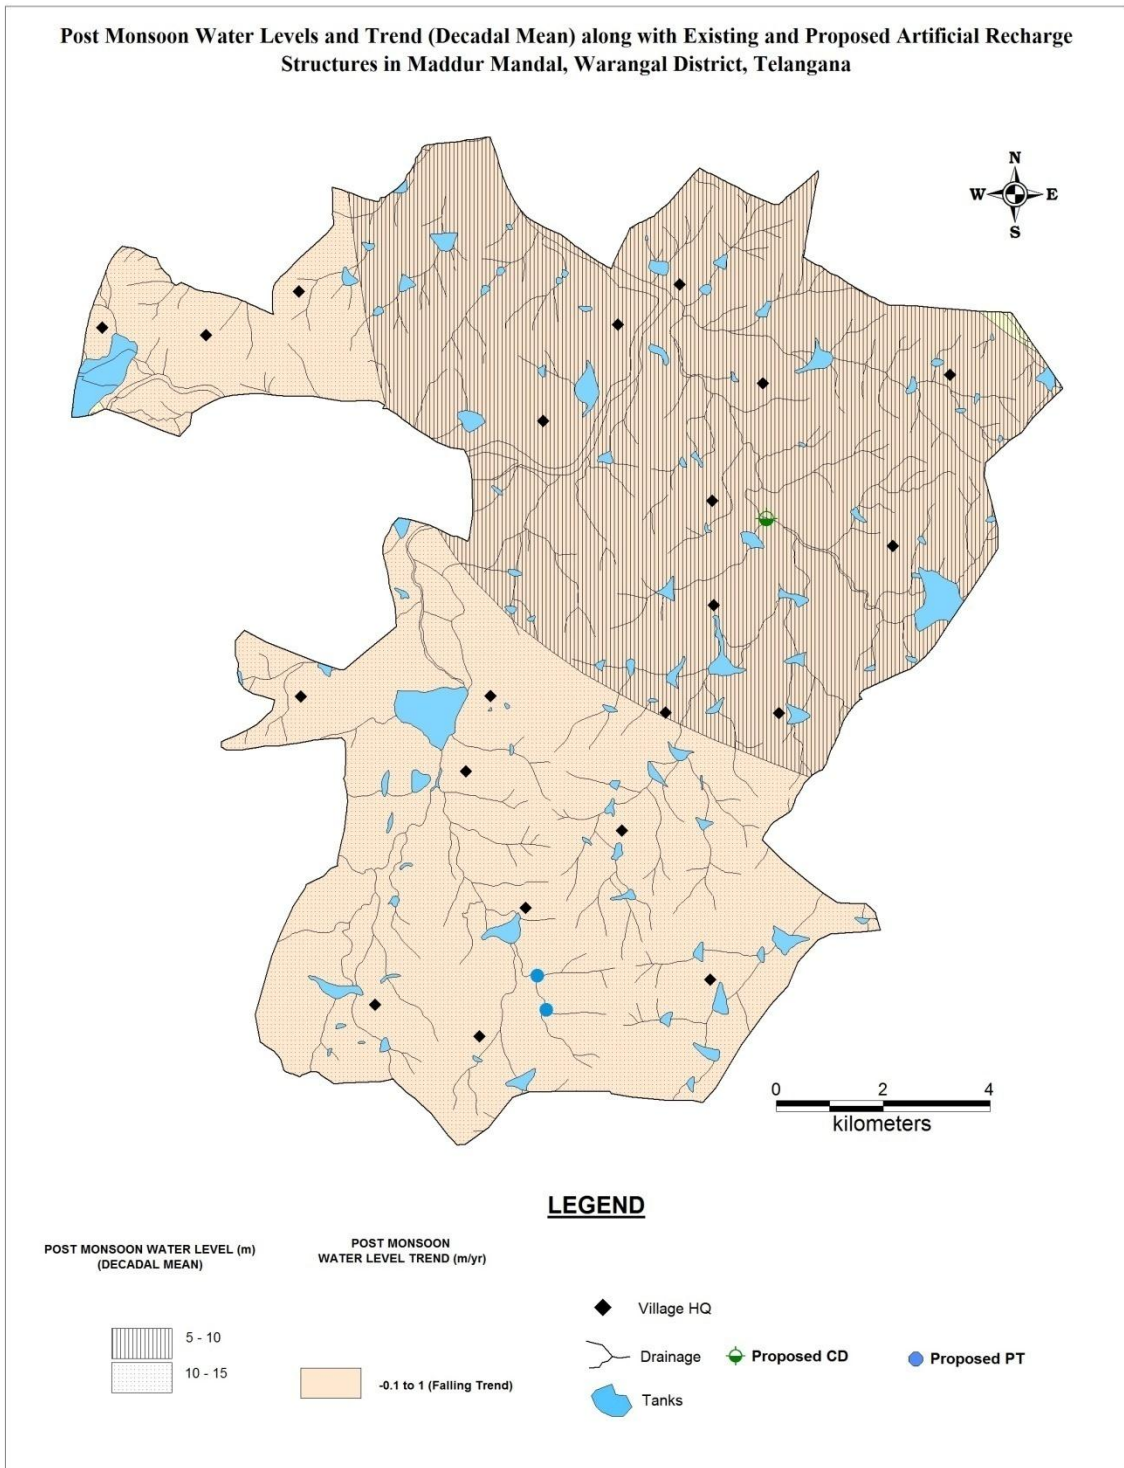 Post Monsoon Water Levels and Trend (Decadal Mean) along with Existing and Proposed Artificial Recharge
Structures in Maddur Mandal, Warangal District, Telangana
N
W E
S
0 2 4
kilometers
LEGEND
POST MONSOON WATER LEVEL (m)
(DECADAL MEAN)
5 - 10
10 - 15
POST MONSOON
WATER LEVEL TREND (m/yr)
-0.1 to 1 (Falling Trend)
Village HQ
Drainage
Proposed CD
Proposed PT
Tanks